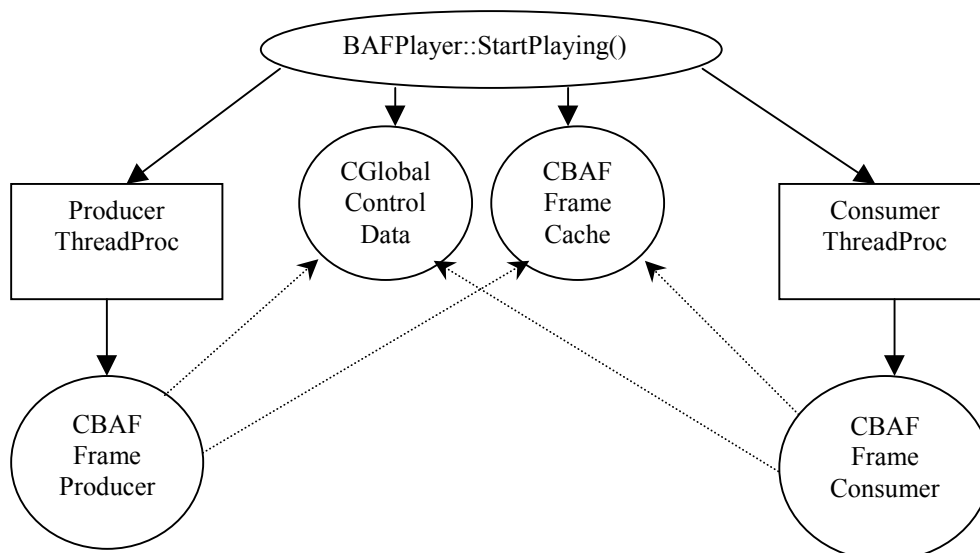 BAFPlayer::StartPlaying()
CGlobal
Control
Data
CBAF
Frame
Cache
Producer
ThreadProc
Consumer
ThreadProc
CBAF
Frame
Producer
CBAF
Frame
Consumer